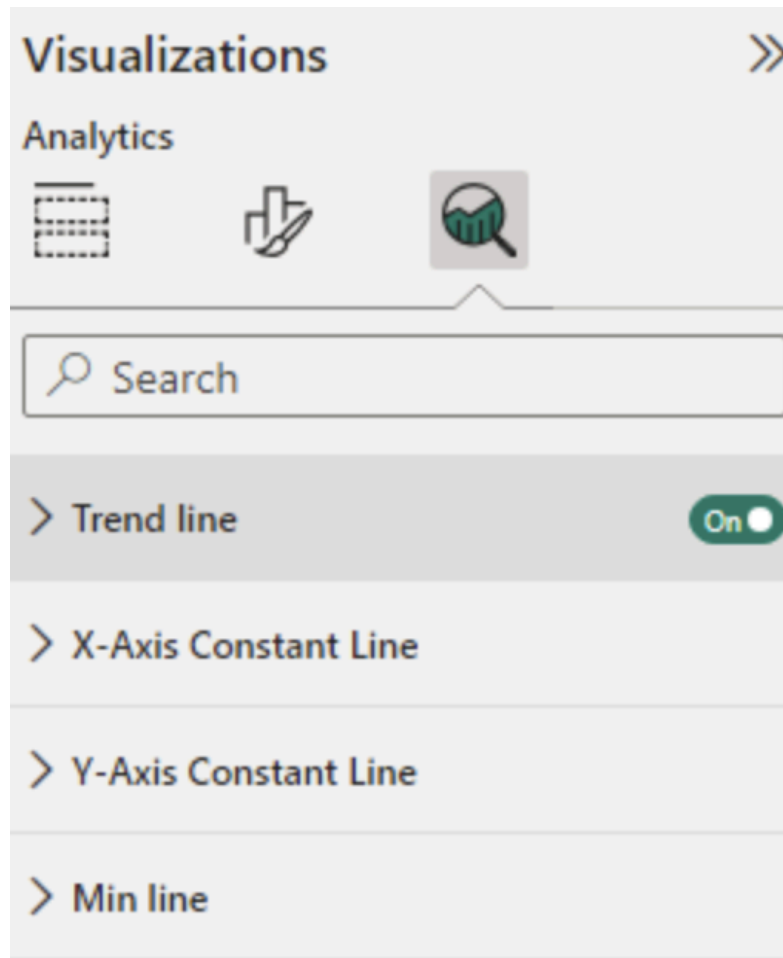 Visualizations
Analytics
Search
Trend line On
X-Axis Constant Line
Y-Axis Constant Line
Min line